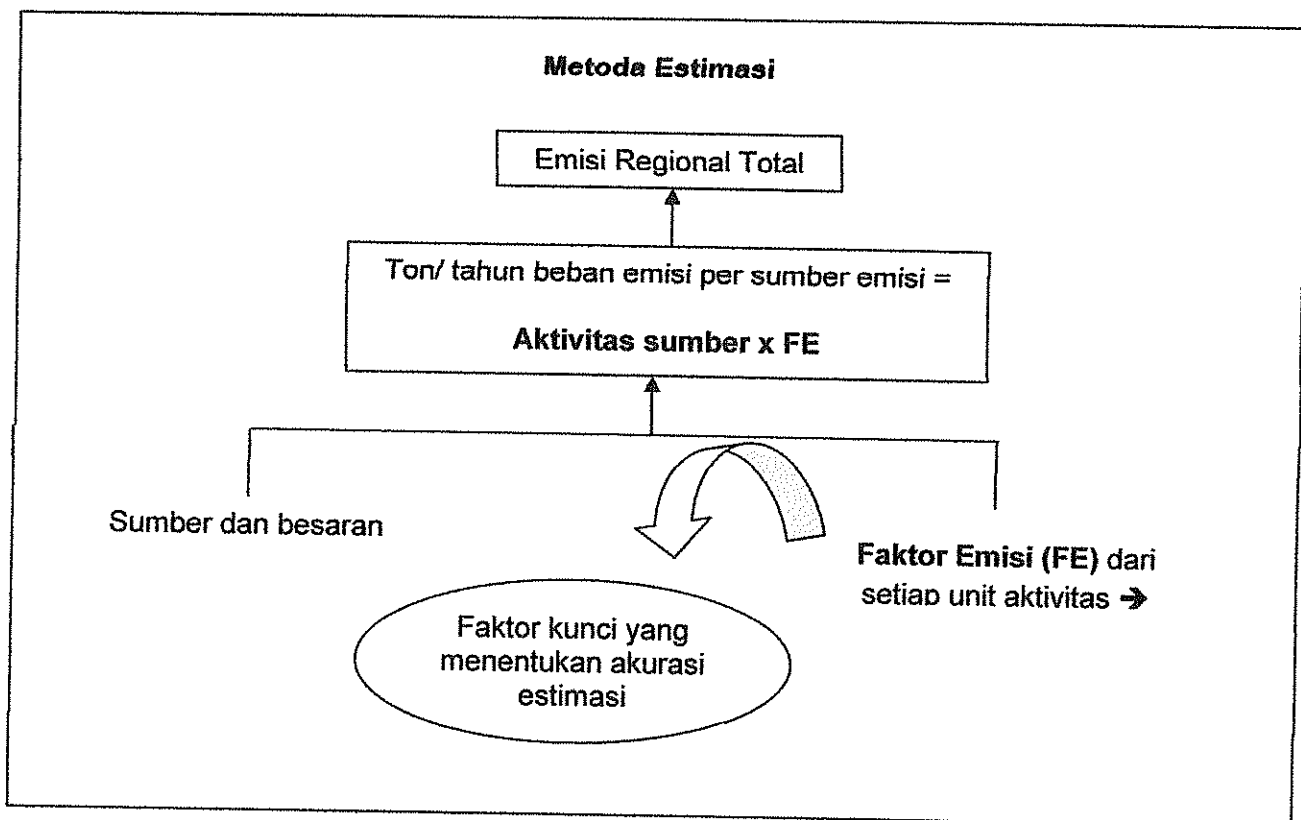 Metoda Estimasi
Emisi Regional Total
Ton/ tahun beban emisi per sumber emisi =
Aktivitas sumber x FE
Sumber dan besaran
Faktor Emisi (FE) dari
setiap unit aktivitas ➔
Faktor kunci yang
menentukan akurasi
estimasi